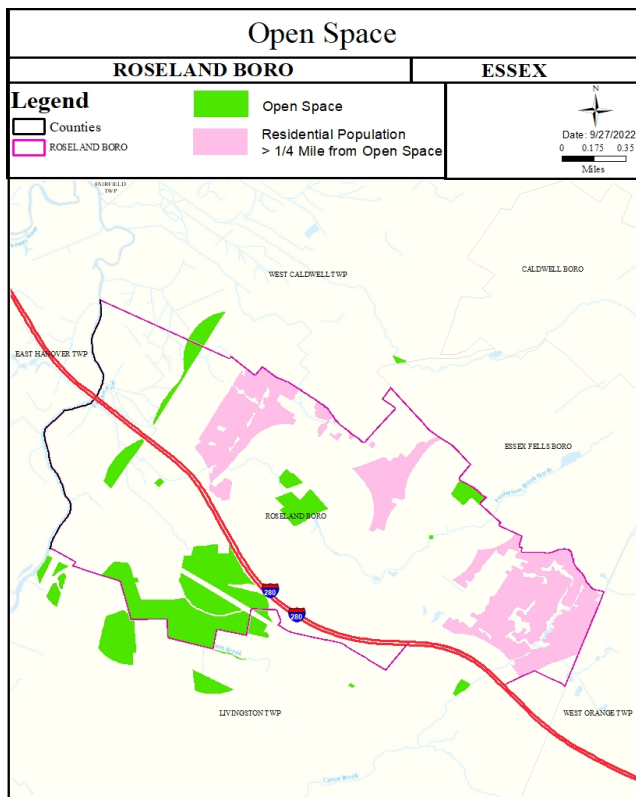 Open Space
ROSELAND BORO
ESSEX
Legend
Counties
ROSELAND BORO
Open Space
Residential Population
> 1/4 Mile from Open Space
N
Date: 9/27/2022
0 0.175 0.35
Miles
FAIRFIELD
TWP
WEST CALDWELL TWP
CALDWELL BORO
EAST HANOVER TWP
ESSEX FELLS BORO
ROSELAND BORO
280
280
LIVINGSTON TWP
WEST ORANGE TWP
Canoe Brook